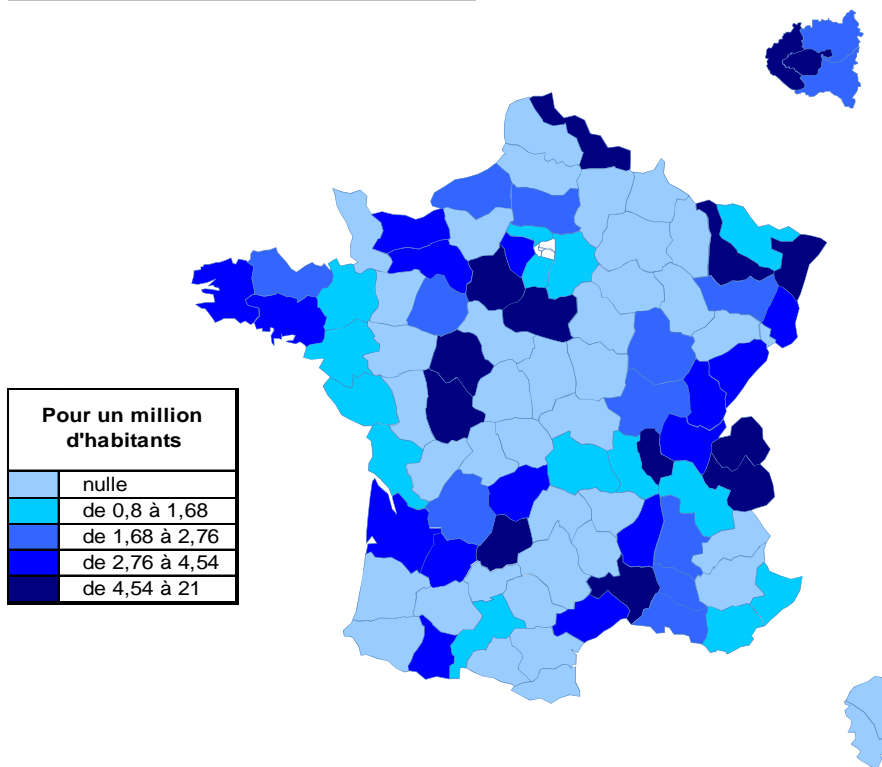 Pour un million
d'habitants
nulle
de 0,8 à 1,68
de 1,68 à 2,76
de 2,76 à 4,54
de 4,54 à 21